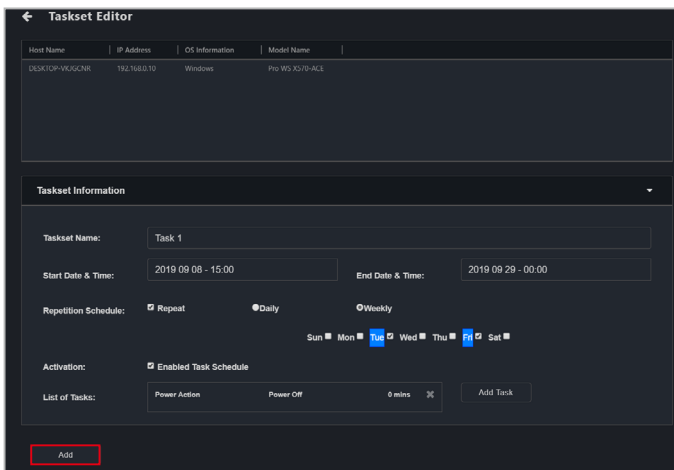 Taskset Editor
Host Name IP Address OS Information Model Name
DESKTOP-VKJGCNR 192.168.0.10 Windows Pro WS X570-ACE
Taskset Information
Taskset Name: Task 1
Start Date & Time: 2019 09 08 - 15:00 End Date & Time: 2019 09 29 - 00:00
Repetition Schedule: Repeat Daily Weekly
Sun Mon Tue Wed Thu Fri Sat
Activation: Enabled Task Schedule
List of Tasks: Power Action Power Off 0 mins Add Task
Add